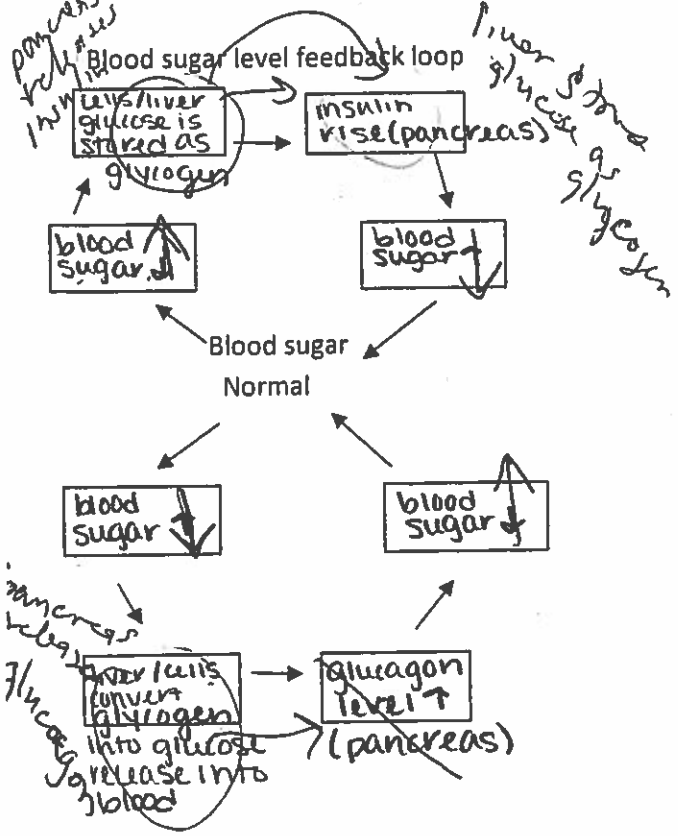 pancreas
releases
insulin
Blood sugar level feedback loop
liver stores
glucose as
glycogen
cells/liver
glucose is
stored as
glycogen
insulin
rise (pancreas)
blood
sugar
blood
sugar
Blood sugar
Normal
blood
sugar
blood
sugar
pancreas
release
glucagon
liver/cells
convert
glycogen
into glucose
release into
blood
glucagon
level ↑
(pancreas)